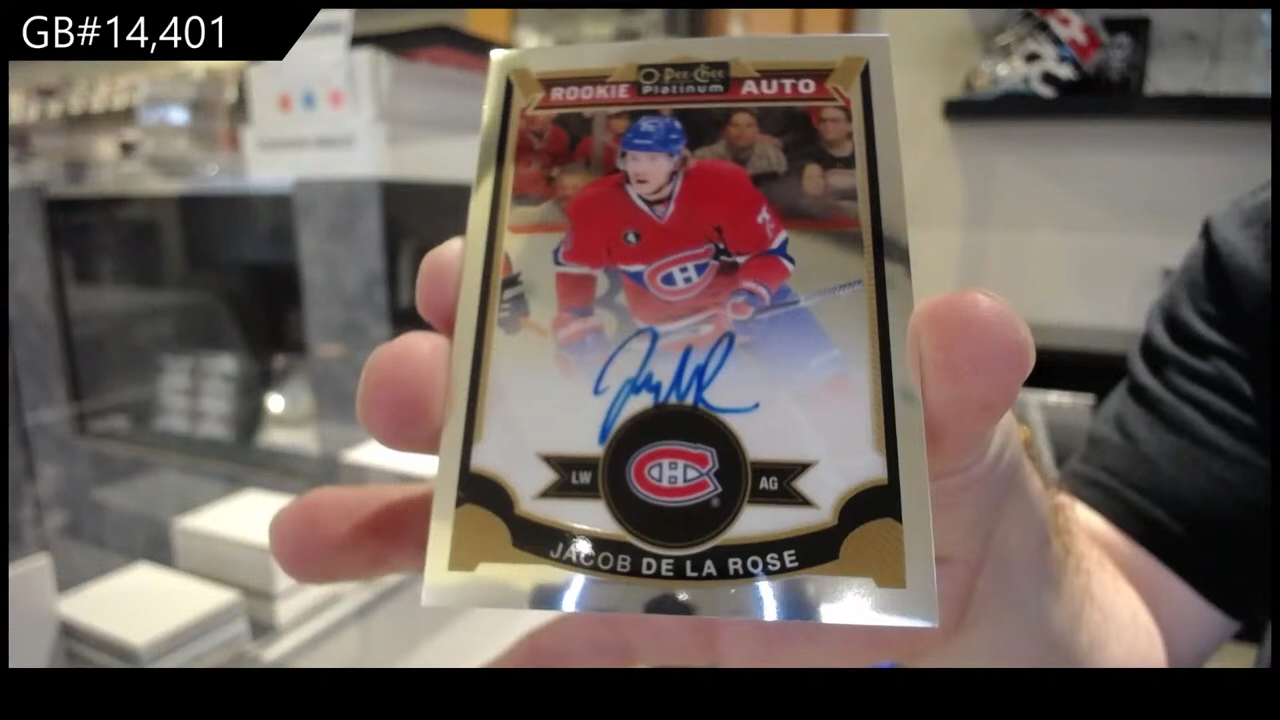 GB#14,401
O-PEE-CHEE
ROOKIE Platinum AUTO
LW AG
JACOB DE LA ROSE